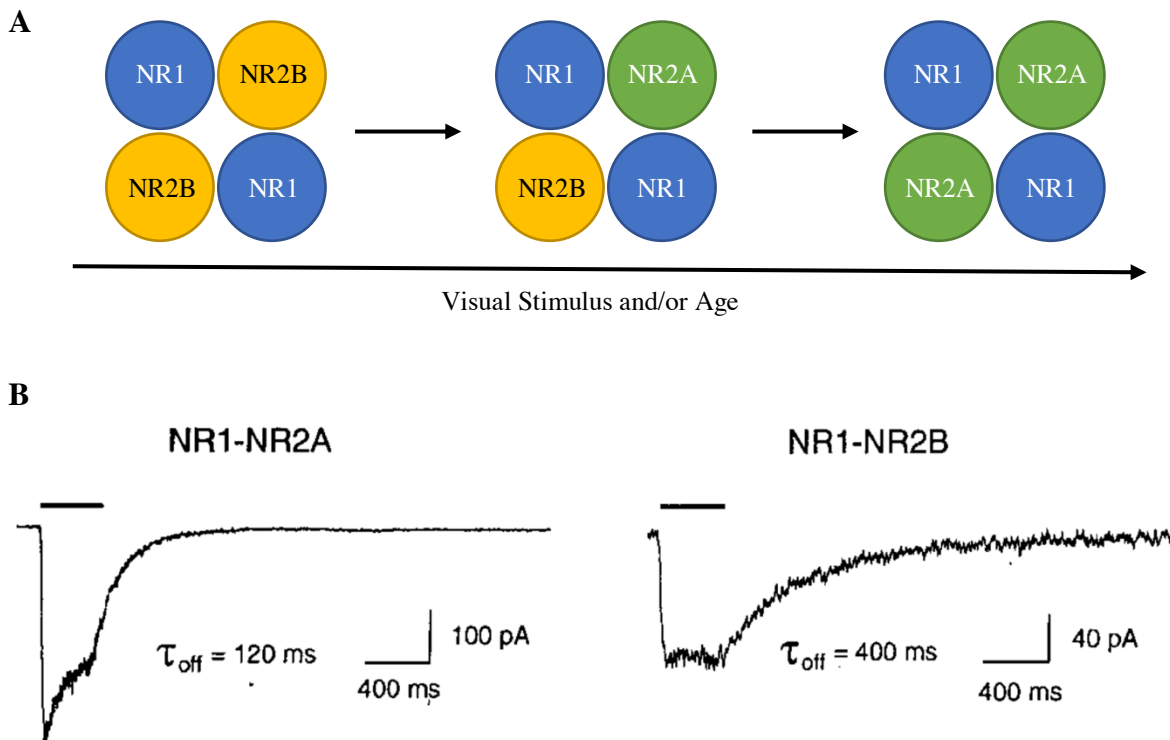 A
NR1 NR2B NR1 NR2A NR1 NR2A
NR2B NR1 NR2B NR1 NR2A NR1
Visual Stimulus and/or Age
B
NR1-NR2A NR1-NR2B
τoff = 120 ms 100 pA τoff = 400 ms 40 pA
400 ms 400 ms